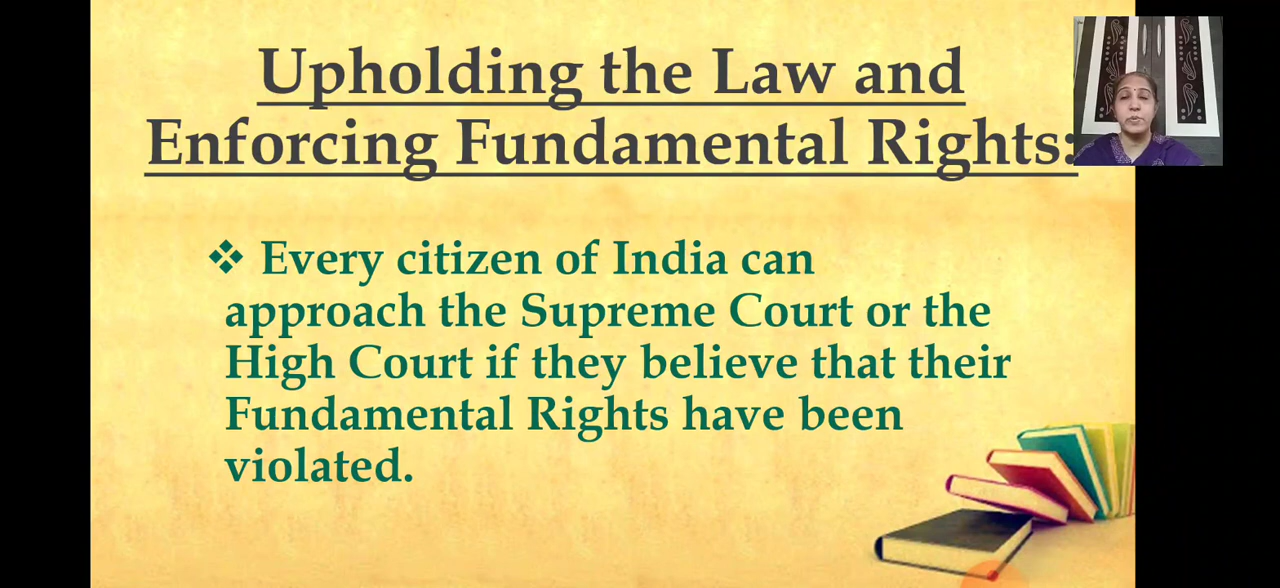 Upholding the Law and
Enforcing Fundamental Rights:
❖ Every citizen of India can
approach the Supreme Court or the
High Court if they believe that their
Fundamental Rights have been
violated.